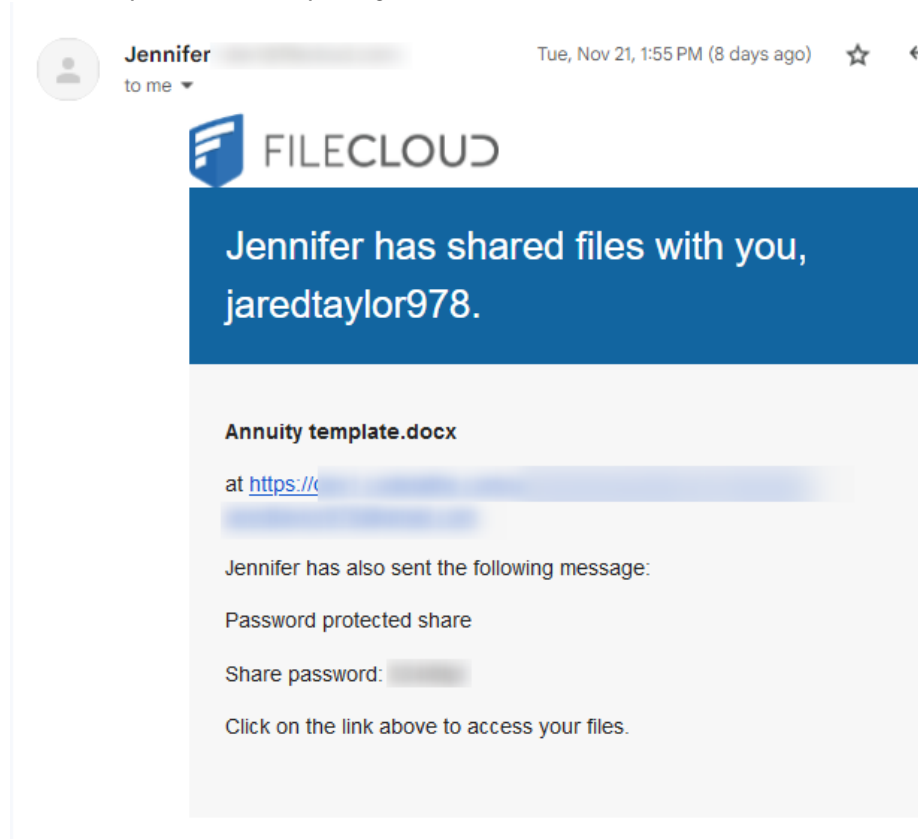 Jennifer
Tue, Nov 21, 1:55 PM (8 days ago)
to me
FILECLOUD
Jennifer has shared files with you,
jaredtaylor978.
Annuity template.docx
at https://
Jennifer has also sent the following message:
Password protected share
Share password:
Click on the link above to access your files.